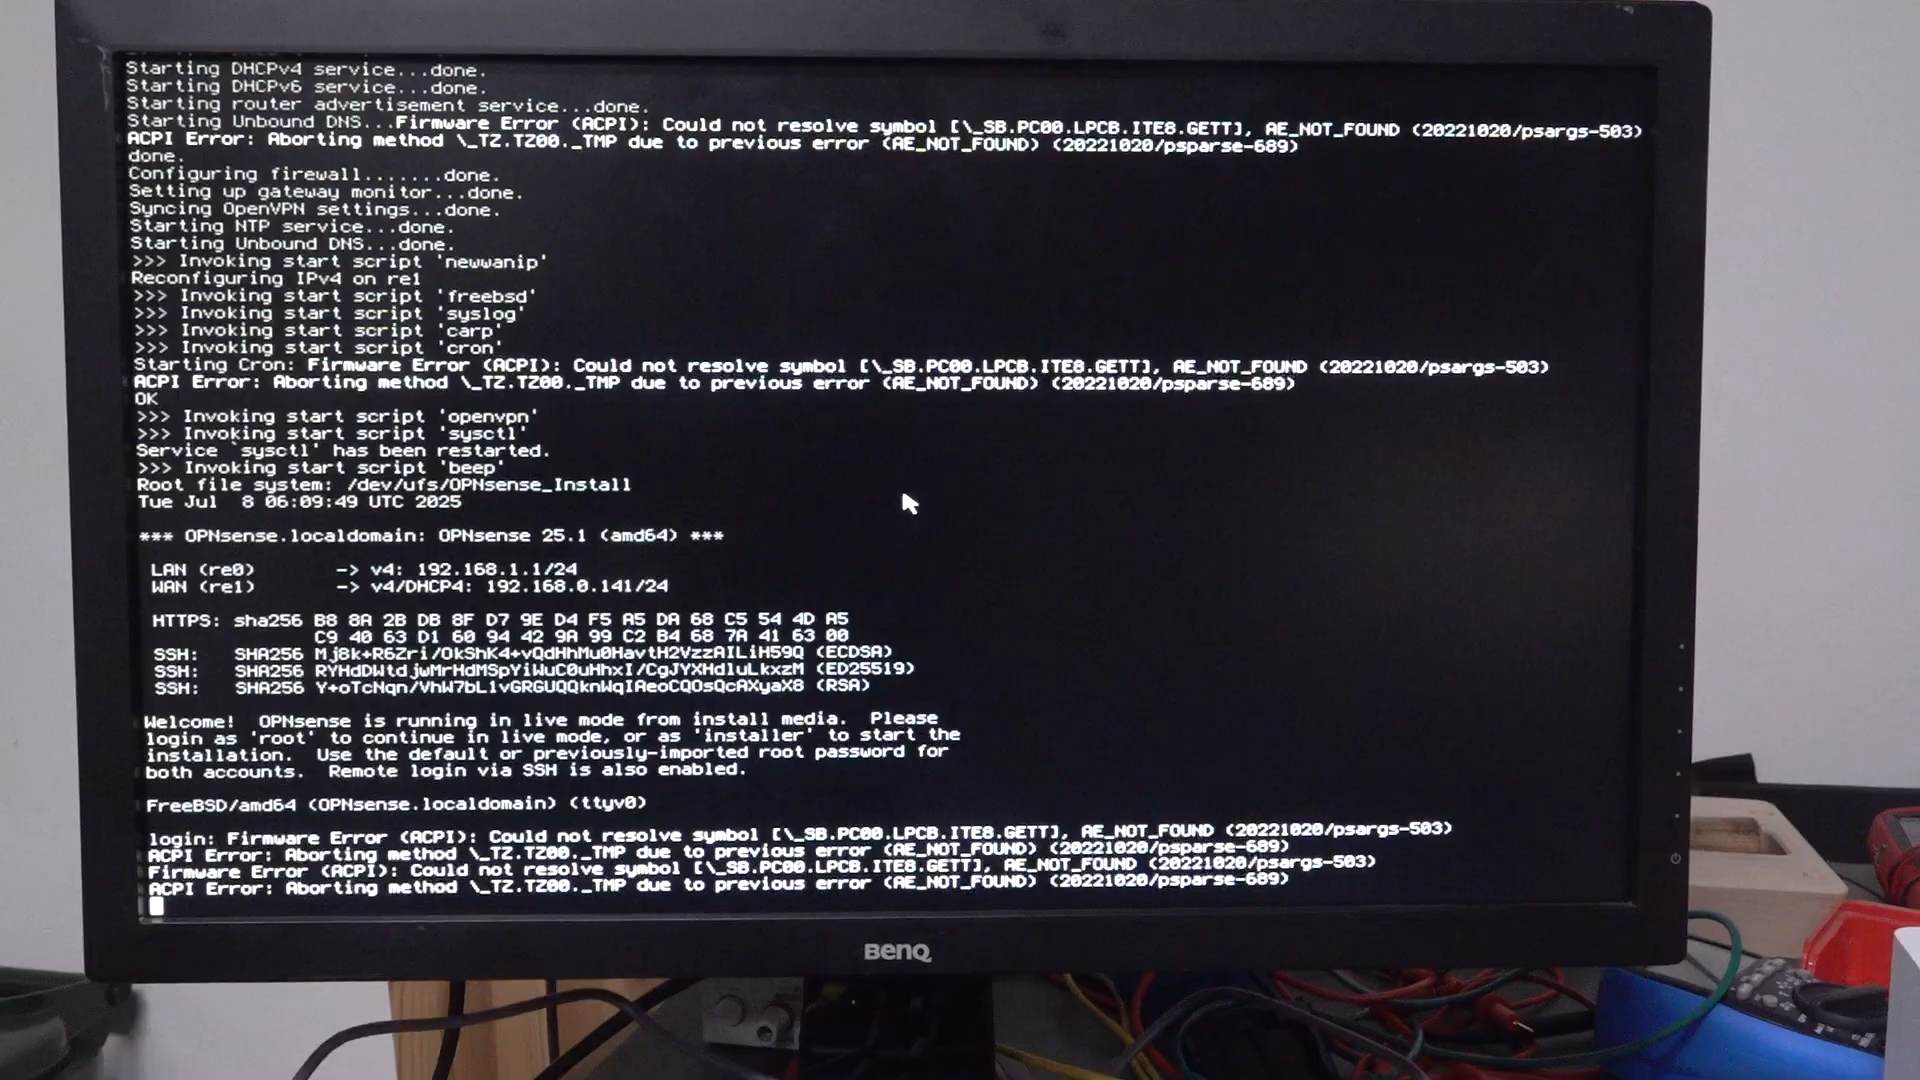 Starting DHCPv4 service...done.
Starting DHCPv6 service...done.
Starting router advertisement service...done.
Starting Unbound DNS...Firmware Error (ACPI): Could not resolve symbol [\_SB.PC00.LPCB.ITE8.GETT], AE_NOT_FOUND (20221020/psargs-503)
ACPI Error: Aborting method \_TZ.TZ00._TMP due to previous error (AE_NOT_FOUND) (20221020/psparse-689)
done.
Configuring firewall.......done.
Setting up gateway monitor...done.
Syncing OpenVPN settings...done.
Starting NTP service...done.
Starting Unbound DNS...done.
>>> Invoking start script 'newwanip'
Reconfiguring IPv4 on re1
>>> Invoking start script 'freebsd'
>>> Invoking start script 'syslog'
>>> Invoking start script 'carp'
>>> Invoking start script 'cron'
Starting Cron: Firmware Error (ACPI): Could not resolve symbol [\_SB.PC00.LPCB.ITE8.GETT], AE_NOT_FOUND (20221020/psargs-503)
ACPI Error: Aborting method \_TZ.TZ00._TMP due to previous error (AE_NOT_FOUND) (20221020/psparse-689)
OK
>>> Invoking start script 'openvpn'
>>> Invoking start script 'sysctl'
Service `sysctl' has been restarted.
>>> Invoking start script 'beep'
Root file system: /dev/ufs/OPNsense_Install
Tue Jul  8 06:09:49 UTC 2025
*** OPNsense.localdomain: OPNsense 25.1 (amd64) ***
LAN (re0)       -> v4: 192.168.1.1/24
WAN (re1)       -> v4/DHCP4: 192.168.0.141/24
HTTPS: sha256 B8 8A 2B DB 8F D7 9E D4 F5 A5 DA 68 C5 54 4D A5
C9 40 63 D1 60 94 42 9A 99 C2 B4 68 7A 41 63 00
SSH:   SHA256 Mj8k+R6Zri/OkShK4+vQdHhMu0HavtH2VzzAILiH59Q (ECDSA)
SSH:   SHA256 RYHdDWtdjwMrHdMSpYiWuC0uHhxI/CgJYXHdluLkxzM (ED25519)
SSH:   SHA256 Y+oTcNqn/VhW7bL1vGRGUQQknWqIAeoCQOsQcAXyaX8 (RSA)
Welcome!  OPNsense is running in live mode from install media.  Please
login as 'root' to continue in live mode, or as 'installer' to start the
installation.  Use the default or previously-imported root password for
both accounts.  Remote login via SSH is also enabled.
FreeBSD/amd64 (OPNsense.localdomain) (ttyv0)
login: Firmware Error (ACPI): Could not resolve symbol [\_SB.PC00.LPCB.ITE8.GETT], AE_NOT_FOUND (20221020/psargs-503)
ACPI Error: Aborting method \_TZ.TZ00._TMP due to previous error (AE_NOT_FOUND) (20221020/psparse-689)
Firmware Error (ACPI): Could not resolve symbol [\_SB.PC00.LPCB.ITE8.GETT], AE_NOT_FOUND (20221020/psargs-503)
ACPI Error: Aborting method \_TZ.TZ00._TMP due to previous error (AE_NOT_FOUND) (20221020/psparse-689)
BenQ